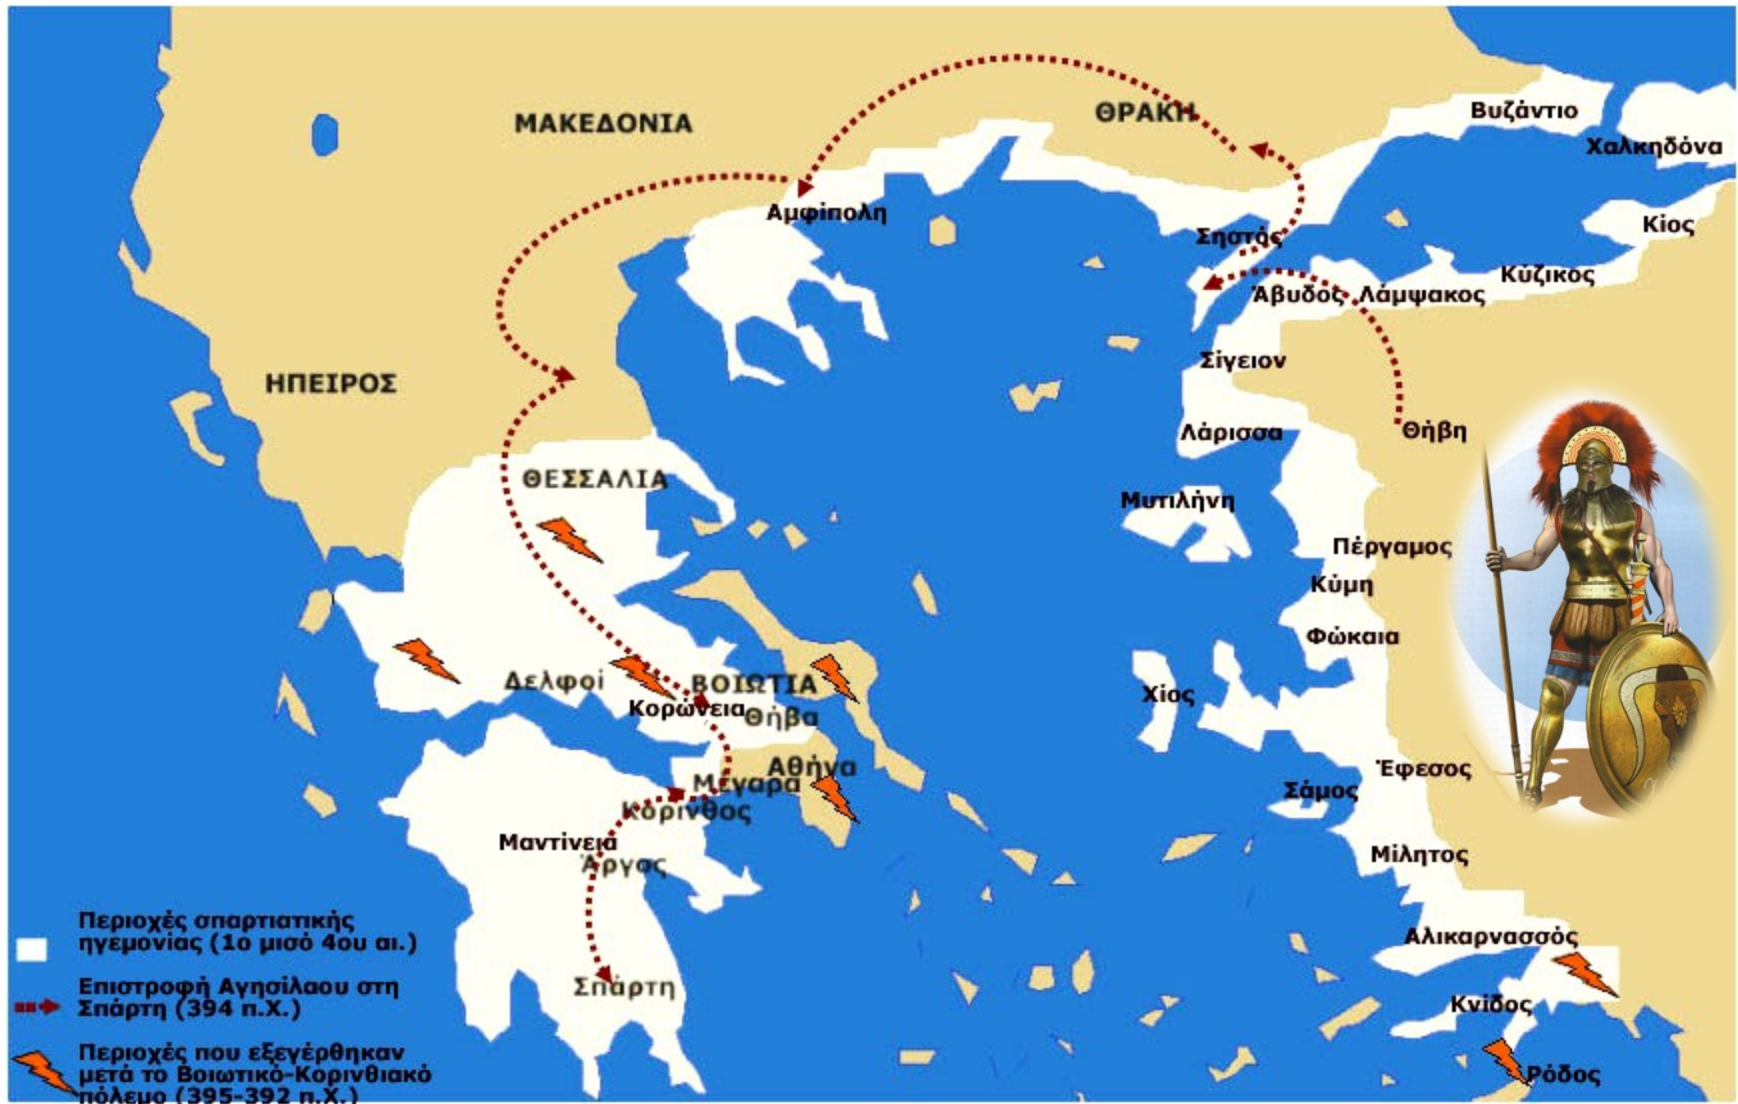 ΜΑΚΕΔΟΝΙΑ
ΘΡΑΚΗ
Βυζάντιο
Χαλκηδόνα
Αμφίπολη
Σηστός
Κίος
Κύζικος
Άβυδος
Λάμψακος
Σίγειον
ΗΠΕΙΡΟΣ
Λάρισσα
Θήβη
ΘΕΣΣΑΛΙΑ
Μυτιλήνη
Πέργαμος
Κύμη
Φώκαια
Δελφοί
ΒΟΙΩΤΙΑ
Κορώνεια
Θήβα
Χίος
Αθήνα
Μέγαρα
Έφεσος
Σάμος
Κόρινθος
Μαντίνεια
Άργος
Μίλητος
Αλικαρνασσός
Σπάρτη
Κνίδος
Ρόδος
Περιοχές σπαρτιατικής
ηγεμονίας (1ο μισό 4ου αι.)
Επιστροφή Αγησίλαου στη
Σπάρτη (394 π.Χ.)
Περιοχές που εξεγέρθηκαν
μετά το Βοιωτικό-Κορινθιακό
πόλεμο (395-392 π.Χ.)